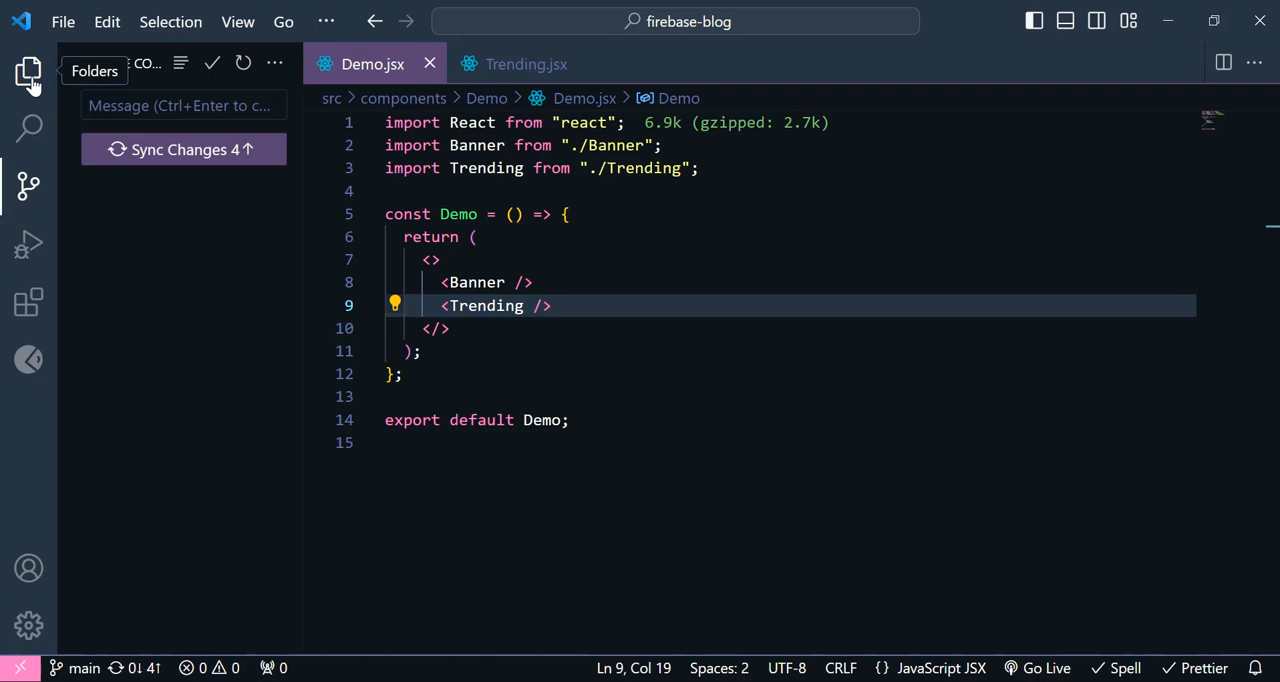 File Edit Selection View Go ··· firebase-blog
Folders
CO... ···
Demo.jsx
Trending.jsx ···
Message (Ctrl+Enter to c...
Sync Changes 4↑
src > components > Demo > Demo.jsx > Demo
1 import React from "react"; 6.9k (gzipped: 2.7k)
2 import Banner from "./Banner";
3 import Trending from "./Trending";
4
5 const Demo = () => {
6 return (
7 <>
8 <Banner />
9 <Trending />
10 </>
11 );
12 };
13
14 export default Demo;
15
main 0↓ 4↑ 0 0 0 Ln 9, Col 19 Spaces: 2 UTF-8 CRLF {} JavaScript JSX Go Live ✓ Spell ✓ Prettier